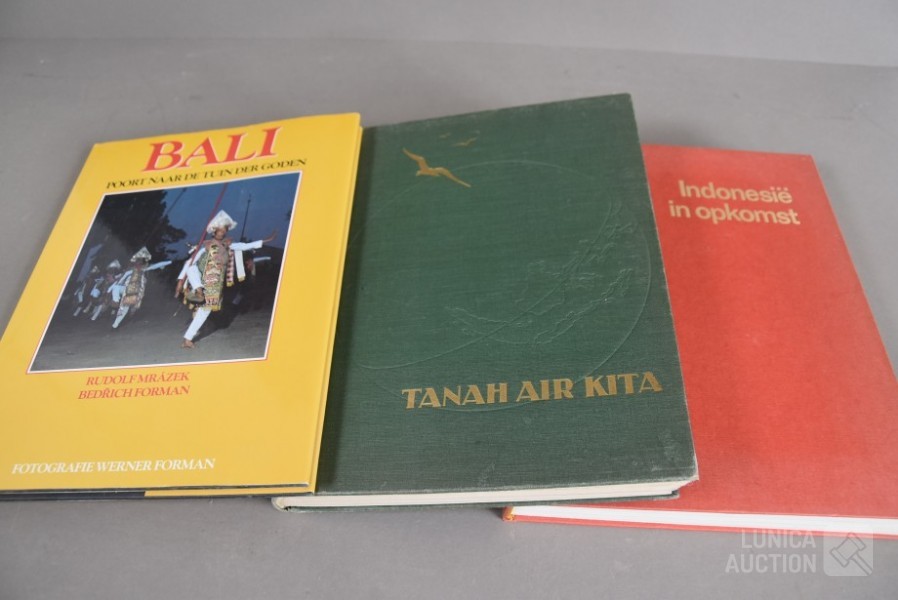 BALI
POORT NAAR DE TUIN DER GODEN
RUDOLF MRÁZEK
BEDŘICH FORMAN
FOTOGRAFIE WERNER FORMAN
TANAH AIR KITA
Indonesië
in opkomst
LUNICA
AUCTION